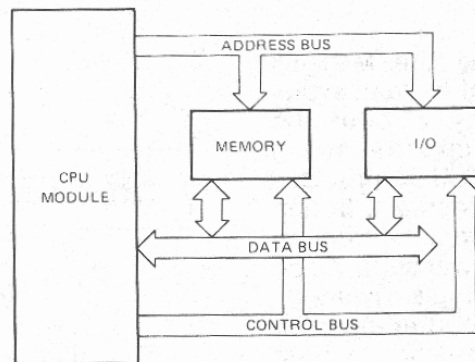 ADDRESS BUS
MEMORY
I/O
CPU
MODULE
DATA BUS
CONTROL BUS